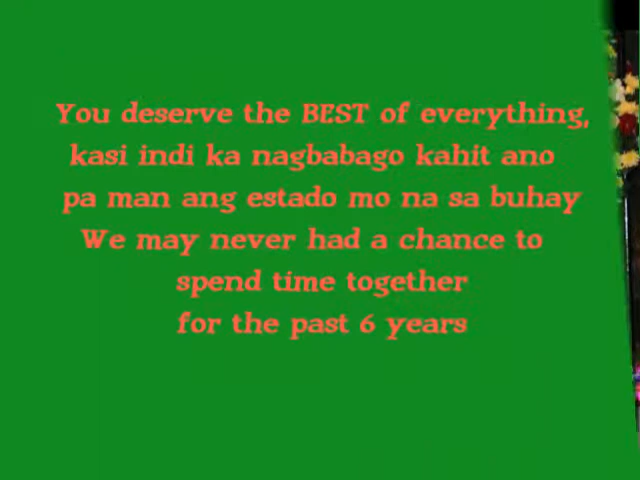 You deserve the BEST of everything,
kasi indi ka nagbabago kahit ano
pa man ang estado mo na sa buhay
We may never had a chance to
spend time together
for the past 6 years